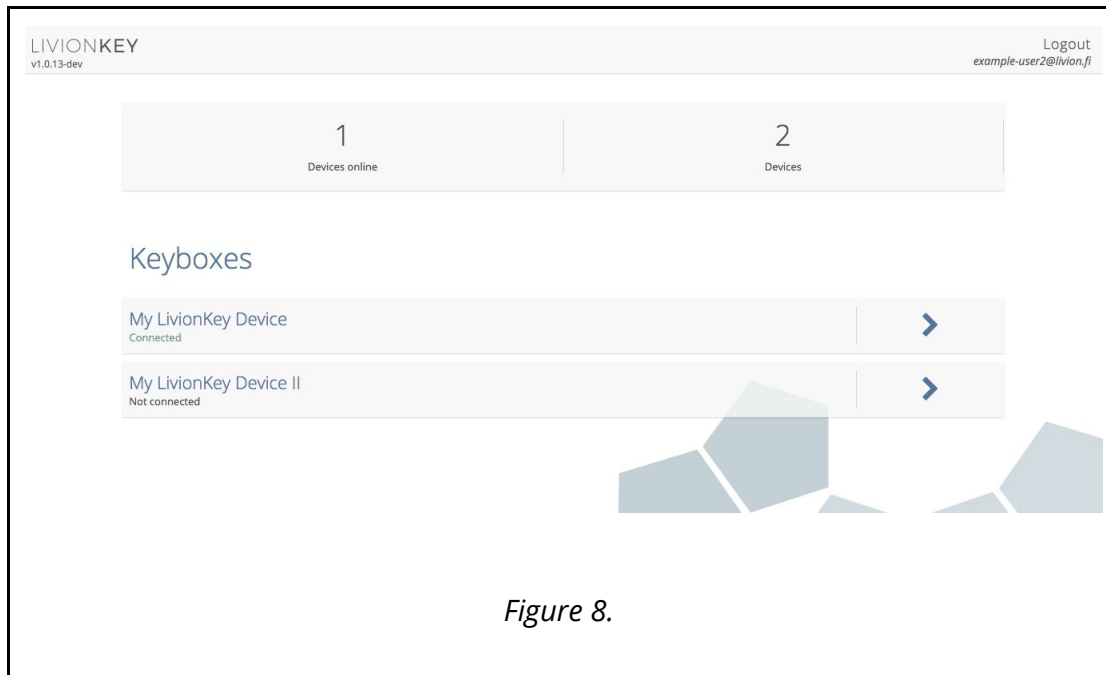 LIVIONKEY
v1.0.13-dev
Logout
example-user2@livion.fi
1
Devices online
2
Devices
Keyboxes
My LivionKey Device
Connected
My LivionKey Device II
Not connected
Figure 8.